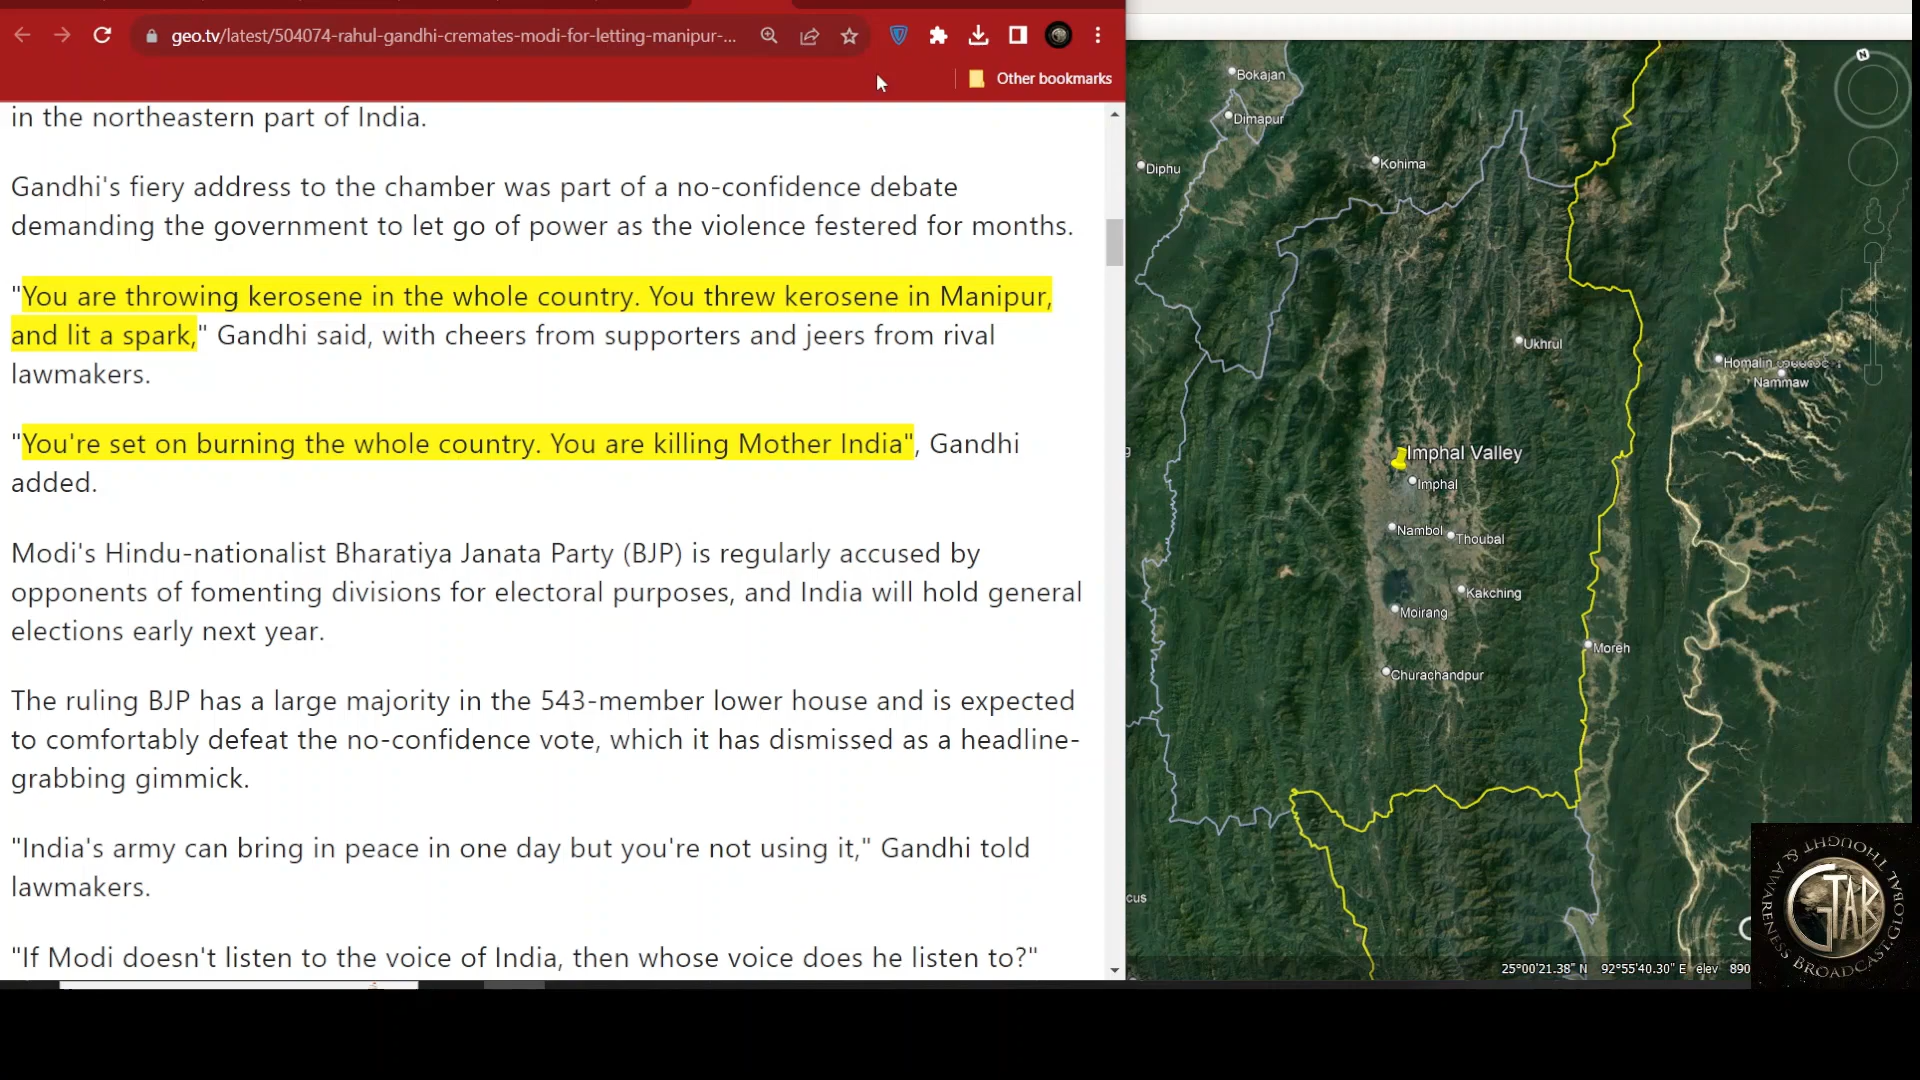 geo.tv/latest/504074-rahul-gandhi-cremates-modi-for-letting-manipur-...
Other bookmarks
in the northeastern part of India.
Gandhi's fiery address to the chamber was part of a no-confidence debate
demanding the government to let go of power as the violence festered for months.
"You are throwing kerosene in the whole country. You threw kerosene in Manipur,
and lit a spark," Gandhi said, with cheers from supporters and jeers from rival
lawmakers.
"You're set on burning the whole country. You are killing Mother India", Gandhi
added.
Modi's Hindu-nationalist Bharatiya Janata Party (BJP) is regularly accused by
opponents of fomenting divisions for electoral purposes, and India will hold general
elections early next year.
The ruling BJP has a large majority in the 543-member lower house and is expected
to comfortably defeat the no-confidence vote, which it has dismissed as a headline-
grabbing gimmick.
"India's army can bring in peace in one day but you're not using it," Gandhi told
lawmakers.
"If Modi doesn't listen to the voice of India, then whose voice does he listen to?"
N
Bokajan
Dimapur
Diphu
Kohima
Ukhrul
Homalin
Nammaw
Imphal Valley
Imphal
Nambol
Thoubal
Kakching
Moirang
Moreh
Churachandpur
cus
25°00'21.38" N 92°55'40.30" E elev 890
GTAB
GLOBAL THOUGHT & AWARENESS BROADCAST.